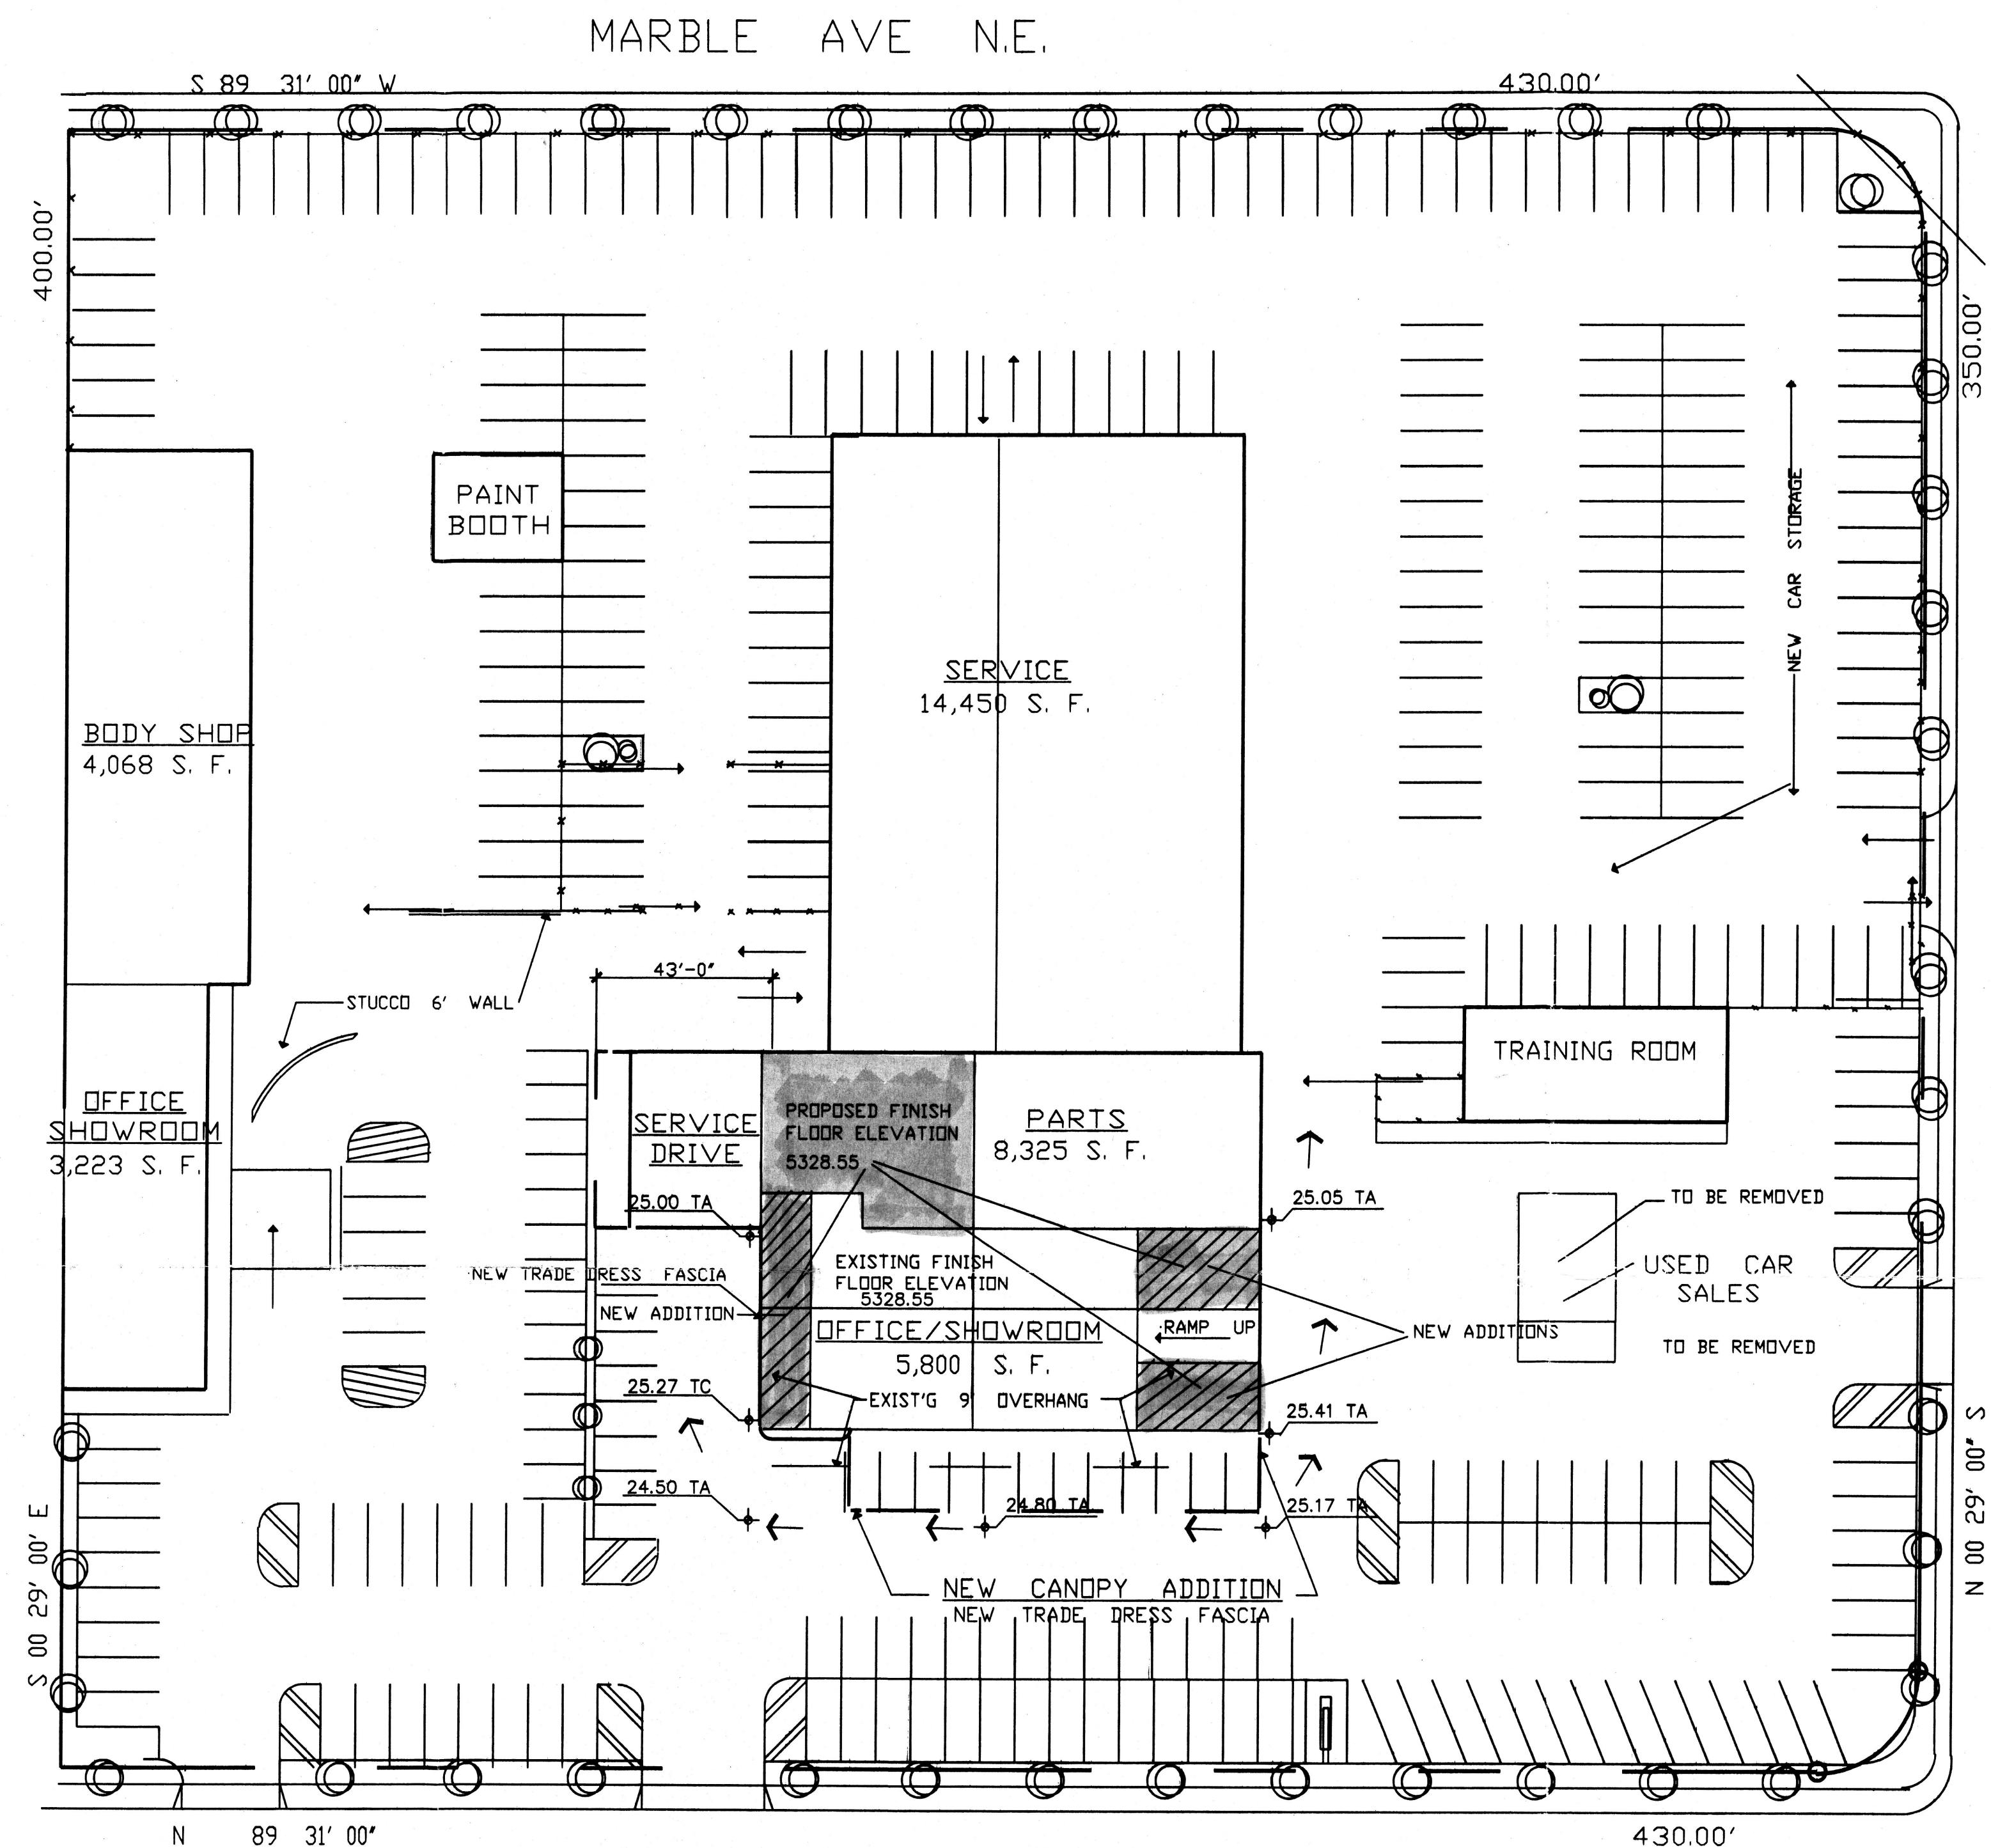 MARBLE AVE N.E.
S 89 31' 00" W
430.00'
400.00'
350.00'
PAINT
BOOTH
NEW CAR STORAGE
SERVICE
14,450 S. F.
BODY SHOP
4,068 S. F.
43'-0"
STUCCO 6' WALL
TRAINING ROOM
OFFICE
SHOWROOM
3,223 S. F.
SERVICE
DRIVE
PROPOSED FINISH
FLOOR ELEVATION
5328.55
PARTS
8,325 S. F.
25.00 TA
25.05 TA
TO BE REMOVED
NEW TRADE DRESS FASCIA
EXISTING FINISH
FLOOR ELEVATION
5328.55
USED CAR
SALES
NEW ADDITION
OFFICE/SHOWROOM
5,800 S. F.
RAMP UP
NEW ADDITIONS
TO BE REMOVED
25.27 TC
EXIST'G 9' OVERHANG
25.41 TA
24.50 TA
24.80 TA
25.17 TA
S 00 29' 00" E
N 00 29' 00" S
NEW CANOPY ADDITION
NEW TRADE DRESS FASCIA
N 89 31' 00"
430.00'